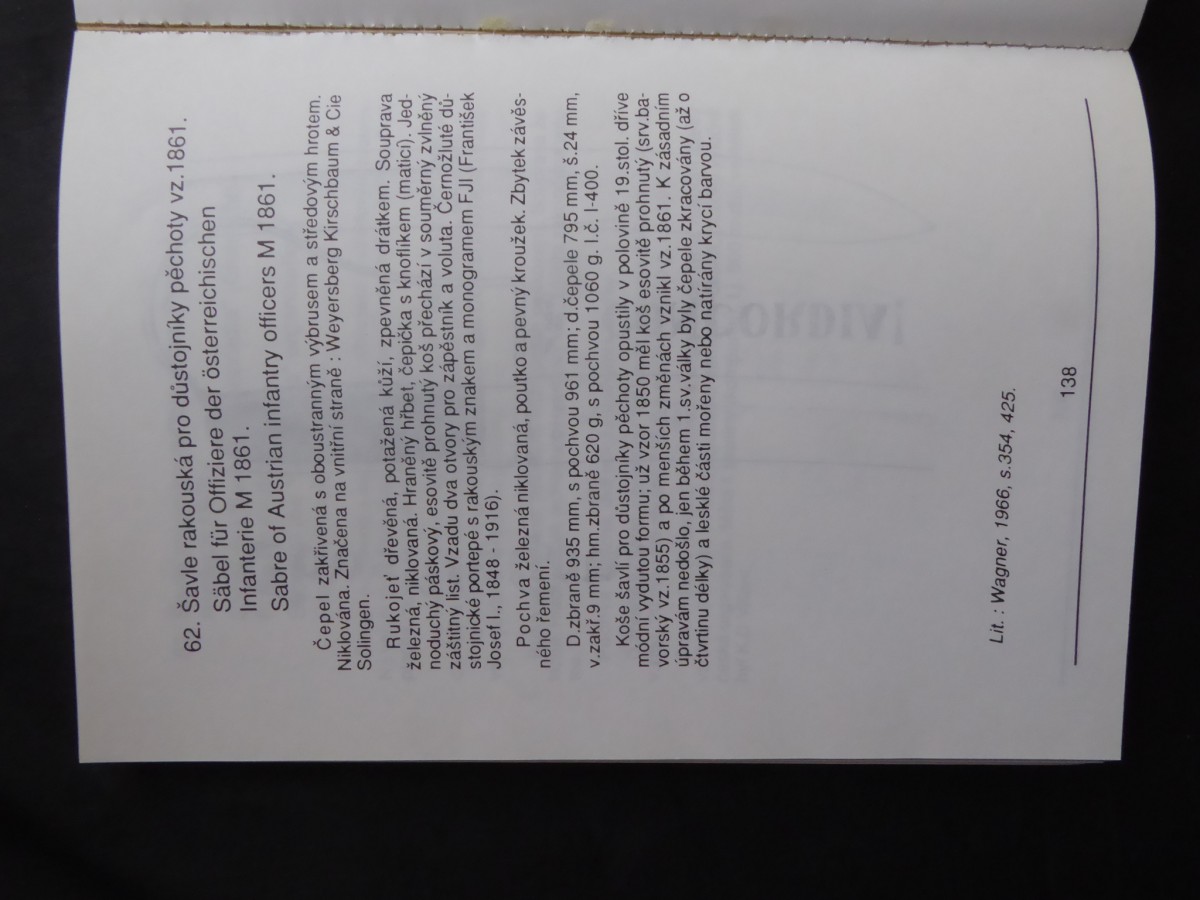 62. Šavle rakouská pro důstojníky pěchoty vz.1861.
Säbel für Offiziere der österreichischen
Infanterie M 1861.
Sabre of Austrian infantry officers M 1861.
Čepel zakřivená s oboustranným výbrusem a středovým hrotem.
Niklována. Značena na vnitřní straně : Weyersberg Kirschbaum & Cie
Solingen.
Rukojeť dřevěná, potažená kůží, zpevněná drátkem. Souprava
železná, niklovaná. Hraněný hřbet, čepička s knoflíkem (maticí). Jed-
noduchý páskový, esovitě prohnutý koš přechází v souměrný zvlněný
záštitný list. Vzadu dva otvory pro zápěstník a voluta. Černožluté dů-
stojnické portepé s rakouským znakem a monogramem FJI (František
Josef I., 1848 - 1916).
Pochva železná niklovaná, poutko a pevný kroužek. Zbytek závěs-
ného řemení.
D.zbraně 935 mm, s pochvou 961 mm; d.čepele 795 mm, š.24 mm,
v.zakř.9 mm; hm.zbraně 620 g, s pochvou 1060 g. I.č. I-400.
Koše šavlí pro důstojníky pěchoty opustily v polovině 19.stol. dříve
módní vydutou formu; už vzor 1850 měl koš esovitě prohnutý (srv.ba-
vorský vz.1855) a po menších změnách vznikl vz.1861. K zásadním
úpravám nedošlo, jen během 1.sv.války byly čepele zkracovány (až o
čtvrtinu délky) a lesklé části mořeny nebo natírány krycí barvou.
Lit. : Wagner, 1966, s.354, 425.
138